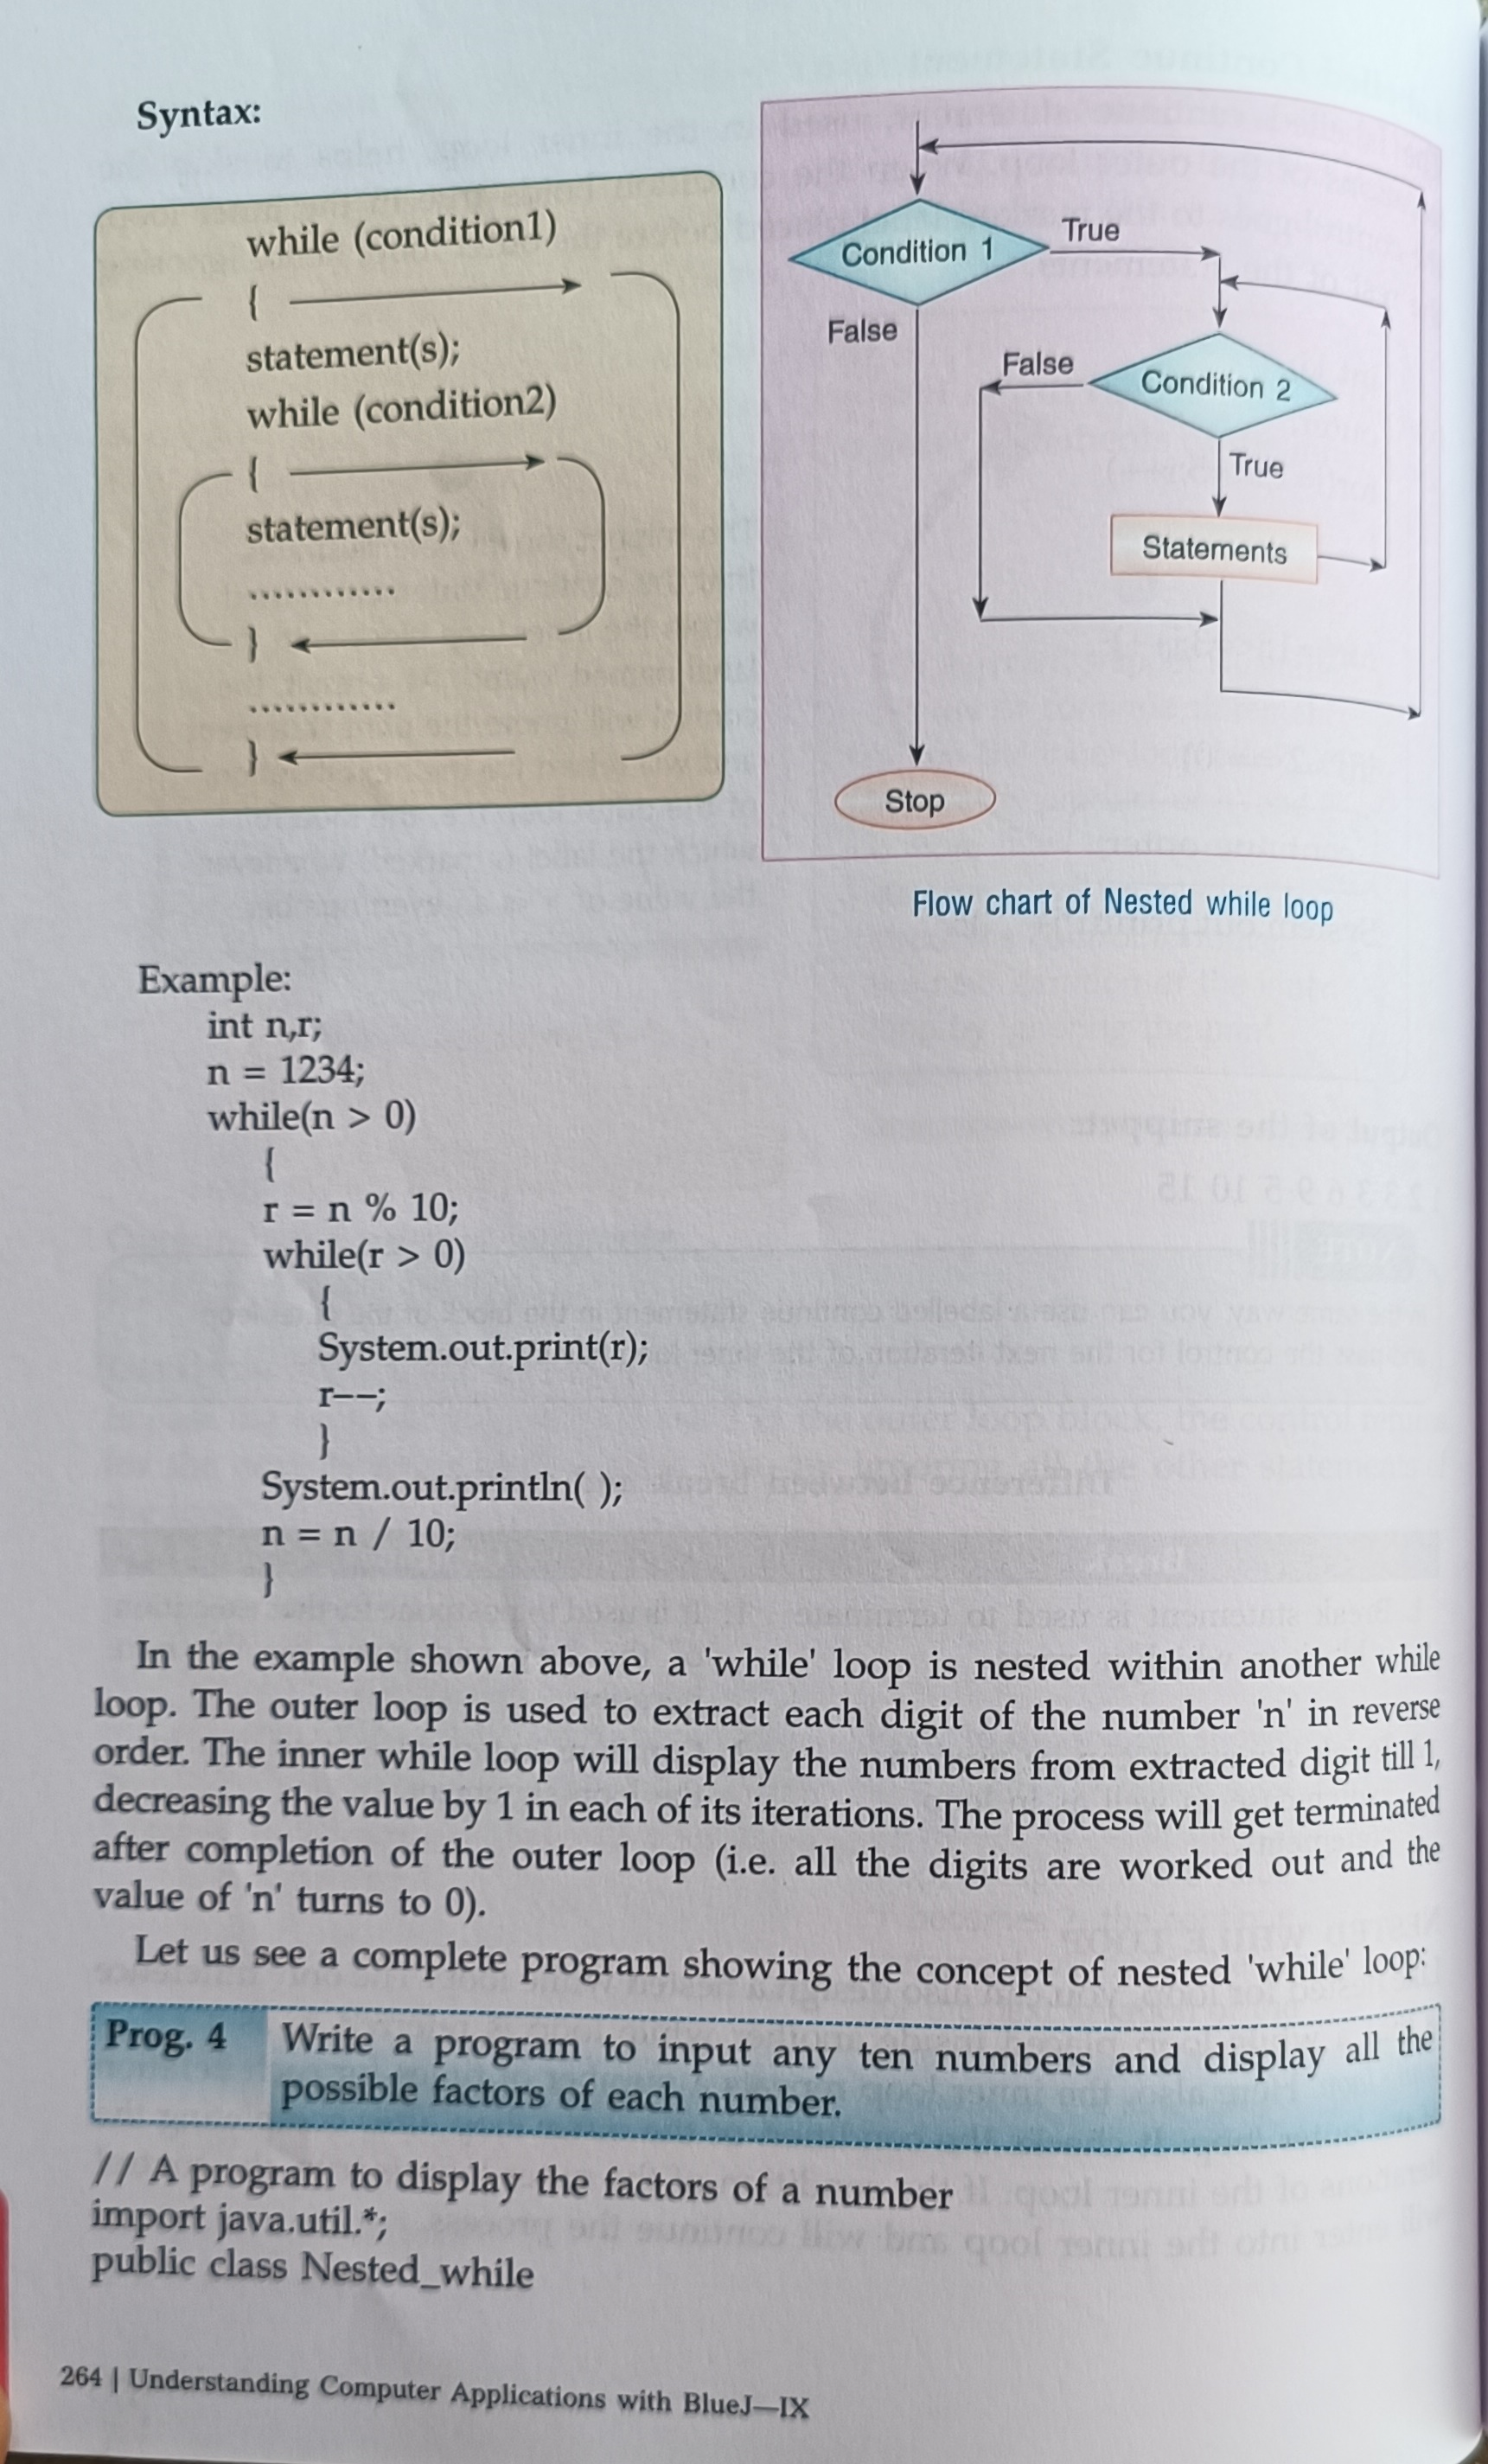 Syntax:
while (condition1)
{
statement(s);
while (condition2)
{
statement(s);
............
}
............
}
Condition 1
True
False
Condition 2
False
True
Statements
Stop
Flow chart of Nested while loop
Example:
int n,r;
n = 1234;
while(n > 0)
{
r = n % 10;
while(r > 0)
{
System.out.print(r);
r––;
}
System.out.println( );
n = n / 10;
}
In the example shown above, a 'while' loop is nested within another while
loop. The outer loop is used to extract each digit of the number 'n' in reverse
order. The inner while loop will display the numbers from extracted digit till 1,
decreasing the value by 1 in each of its iterations. The process will get terminated
after completion of the outer loop (i.e. all the digits are worked out and the
value of 'n' turns to 0).
Let us see a complete program showing the concept of nested 'while' loop:
Prog. 4 Write a program to input any ten numbers and display all the
possible factors of each number.
// A program to display the factors of a number
import java.util.*;
public class Nested_while
264 | Understanding Computer Applications with BlueJ—IX